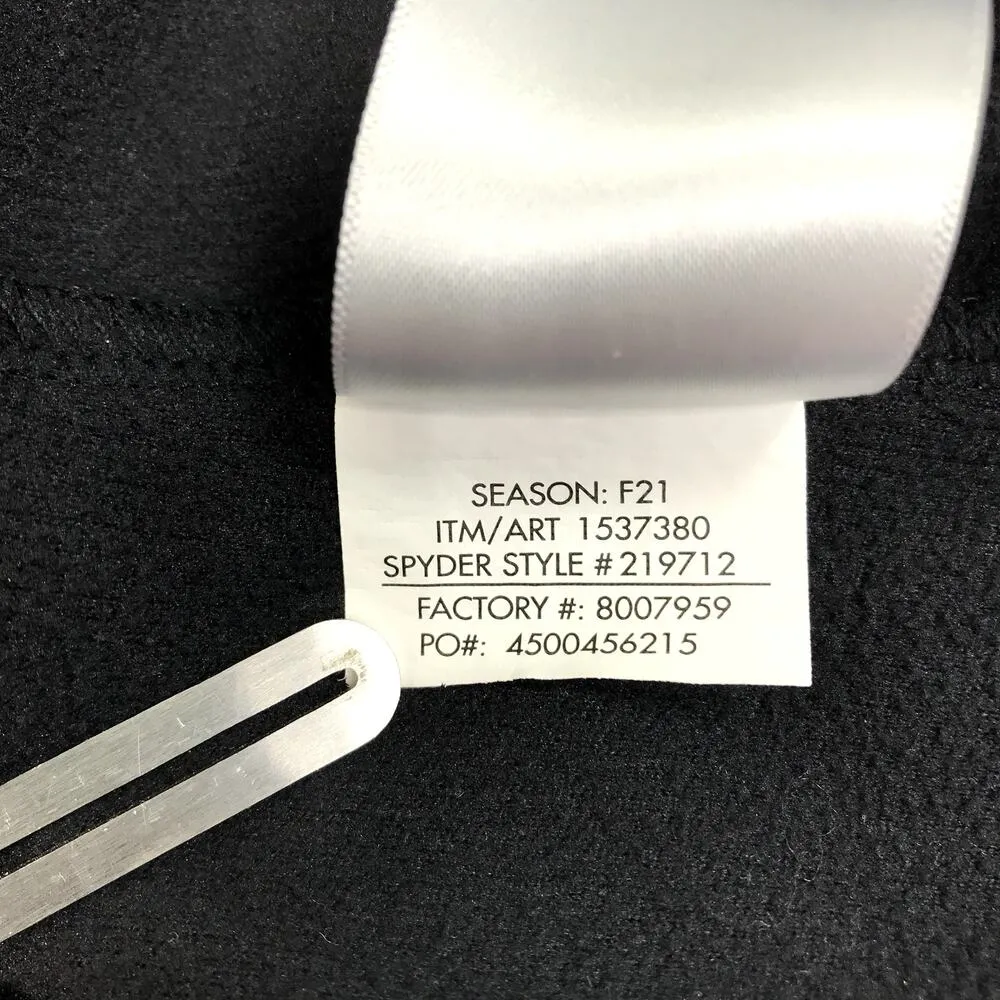 SEASON: F21
ITM/ART 1537380
SPYDER STYLE #219712
FACTORY #: 8007959
PO#: 4500456215